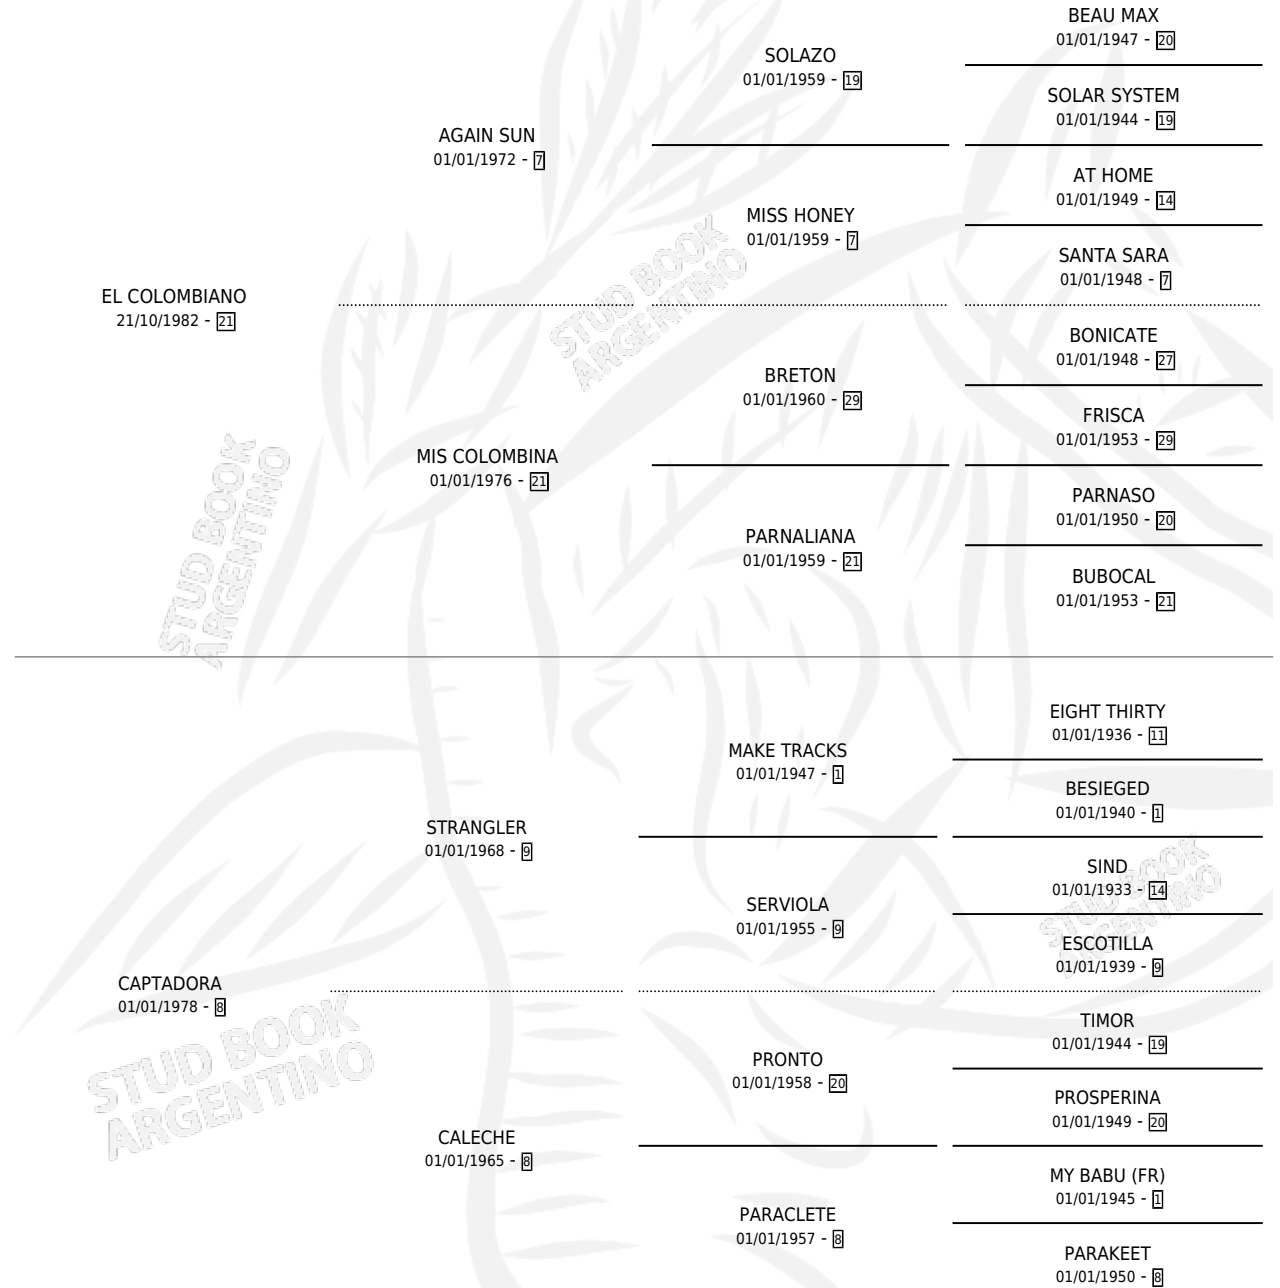 BEAU MAX
01/01/1947 - 20
SOLAZO
01/01/1959 - 19
SOLAR SYSTEM
01/01/1944 - 19
AGAIN SUN
01/01/1972 - 7
AT HOME
01/01/1949 - 14
MISS HONEY
01/01/1959 - 7
SANTA SARA
01/01/1948 - 7
EL COLOMBIANO
21/10/1982 - 21
STUD BOOK
ARGENTINO
BONICATE
01/01/1948 - 27
BRETON
01/01/1960 - 29
FRISCA
01/01/1953 - 29
MIS COLOMBINA
01/01/1976 - 21
PARNASO
01/01/1950 - 20
PARNALIANA
01/01/1959 - 21
BUBOCAL
01/01/1953 - 21
STUD BOOK
ARGENTINO
EIGHT THIRTY
01/01/1936 - 11
MAKE TRACKS
01/01/1947 - 1
BESIEGED
01/01/1940 - 1
STRANGLER
01/01/1968 - 9
SIND
01/01/1933 - 14
SERVIOLA
01/01/1955 - 9
ESCOTILLA
01/01/1939 - 9
STUD BOOK
ARGENTINO
CAPTADORA
01/01/1978 - 8
TIMOR
01/01/1944 - 19
PRONTO
01/01/1958 - 20
PROSPERINA
01/01/1949 - 20
STUD BOOK
ARGENTINO
CALECHE
01/01/1965 - 8
MY BABU (FR)
01/01/1945 - 1
PARACLETE
01/01/1957 - 8
PARAKEET
01/01/1950 - 8